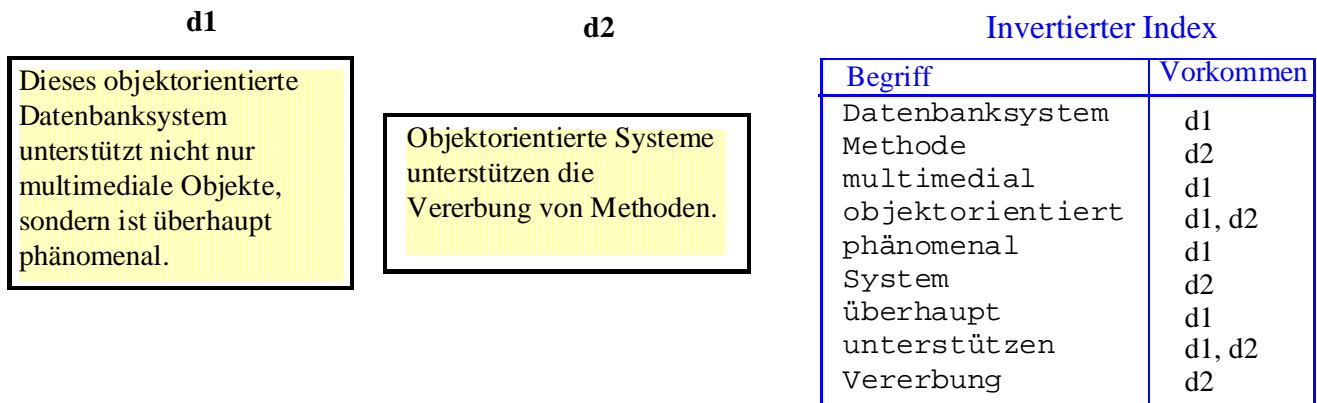 d1
Dieses objektorientierte
Datenbanksystem
unterstützt nicht nur
multimediale Objekte,
sondern ist überhaupt
phänomenal.
d2
Objektorientierte Systeme
unterstützen die
Vererbung von Methoden.
Invertierter Index
Begriff Vorkommen
Datenbanksystem d1
Methode d2
multimedial d1
objektorientiert d1, d2
phänomenal d1
System d2
überhaupt d1
unterstützen d1, d2
Vererbung d2